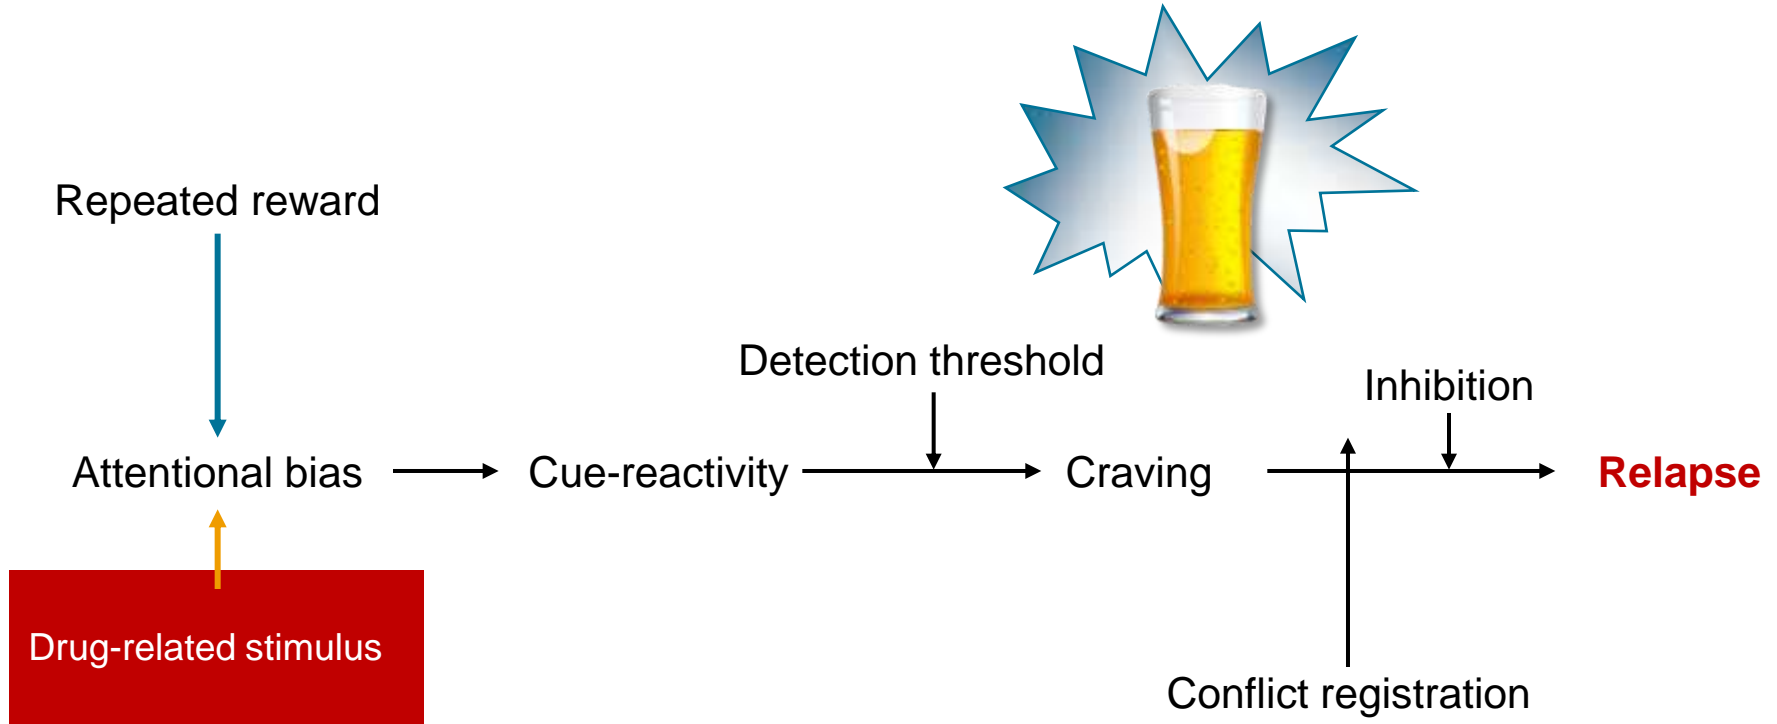 Repeated reward
Detection threshold
Inhibition
Attentional bias
Cue-reactivity
Craving
Relapse
Drug-related stimulus
Conflict registration